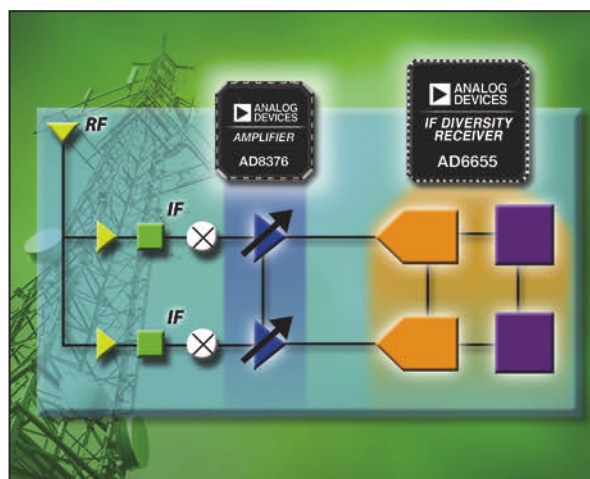 ANALOG
DEVICES
AMPLIFIER
AD8376
ANALOG
DEVICES
IF DIVERSITY
RECEIVER
AD6655
RF
IF
IF